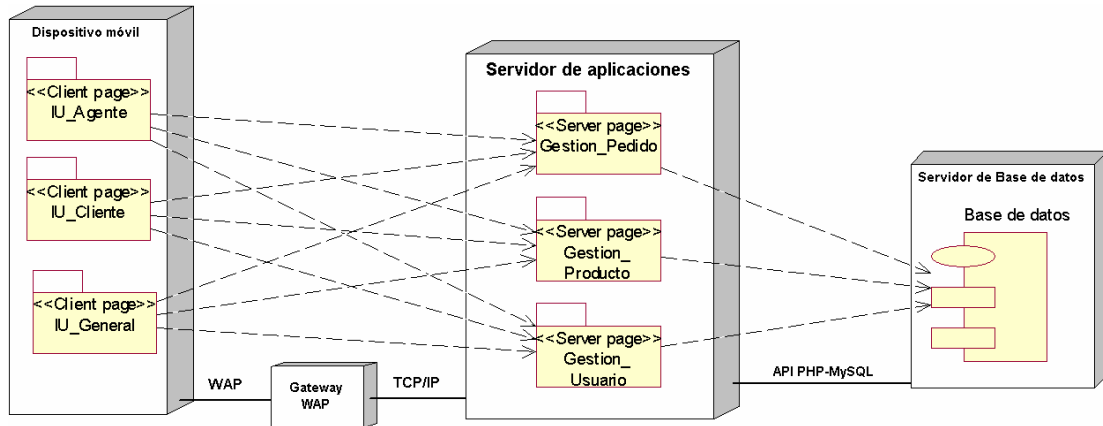 Dispositivo móvil
<<Client page>>
IU_Agente
<<Client page>>
IU_Cliente
<<Client page>>
IU_General
WAP
Gateway
WAP
TCP/IP
Servidor de aplicaciones
<<Server page>>
Gestion_Pedido
<<Server page>>
Gestion_
Producto
<<Server page>>
Gestion_
Usuario
API PHP-MySQL
Servidor de Base de datos
Base de datos